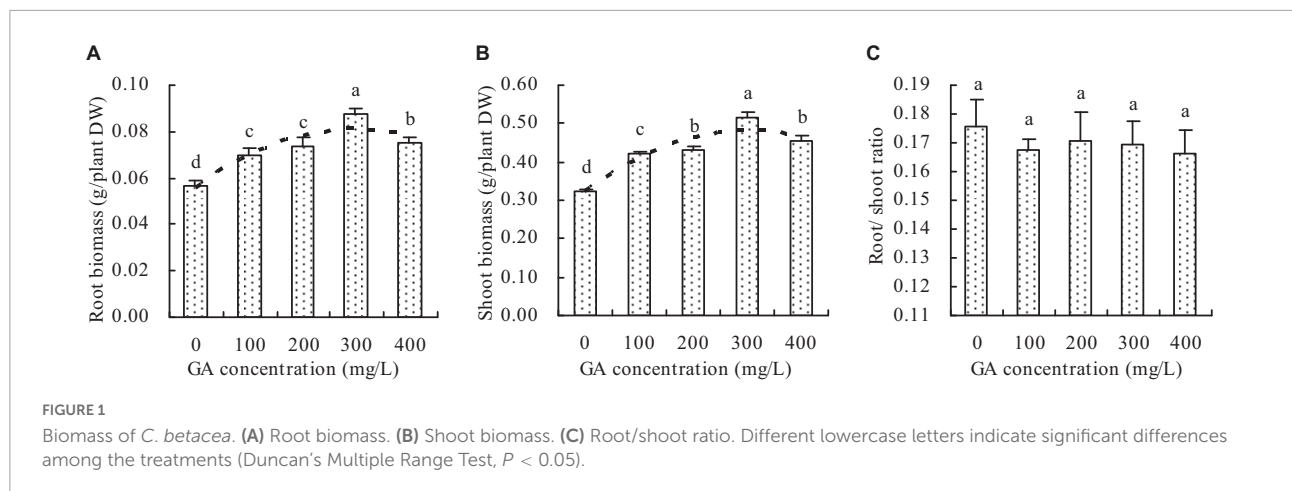 A
Root biomass (g/plant DW)
0.10
0.08
0.06
0.04
0.02
0.00
d
c
c
a
b
0 100 200 300 400
GA concentration (mg/L)
B
Shoot biomass (g/plant DW)
0.60
0.50
0.40
0.30
0.20
0.10
0.00
d
c
b
a
b
0 100 200 300 400
GA concentration (mg/L)
C
Root/ shoot ratio
0.19
0.18
0.17
0.16
0.15
0.14
0.13
0.12
0.11
a
a
a
a
a
0 100 200 300 400
GA concentration (mg/L)
FIGURE 1
Biomass of C. betacea. (A) Root biomass. (B) Shoot biomass. (C) Root/shoot ratio. Different lowercase letters indicate significant differences
among the treatments (Duncan's Multiple Range Test, P < 0.05).